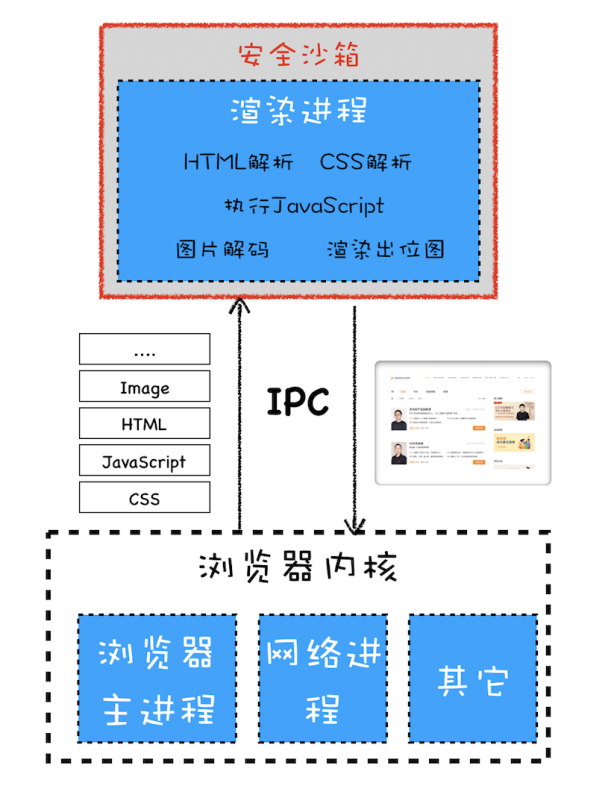 安全沙箱
渲染进程
HTML解析 CSS解析
执行JavaScript
图片解码 渲染出位图
....
Image
HTML
JavaScript
CSS
IPC
浏览器内核
浏览器
主进程
网络进
程
其它